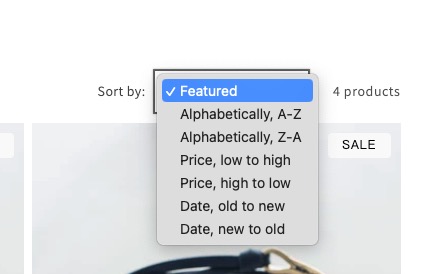 Sort by:
✓ Featured
4 products
Alphabetically, A-Z
Alphabetically, Z-A
Price, low to high
Price, high to low
Date, old to new
Date, new to old
SALE